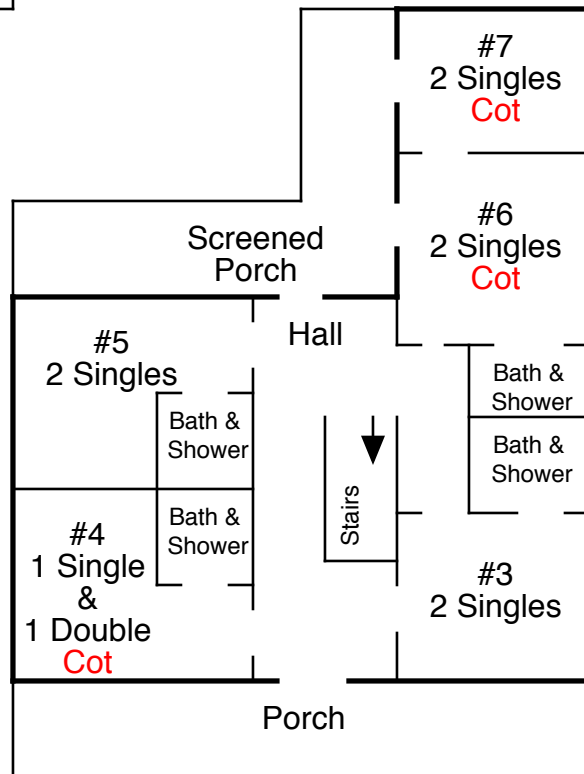 #7
2 Singles
Cot
#6
2 Singles
Cot
Screened
Porch
Hall
#5
2 Singles
Bath &
Shower
Bath &
Shower
Bath &
Shower
Stairs
Bath &
Shower
#4
1 Single
&
1 Double
Cot
#3
2 Singles
Porch